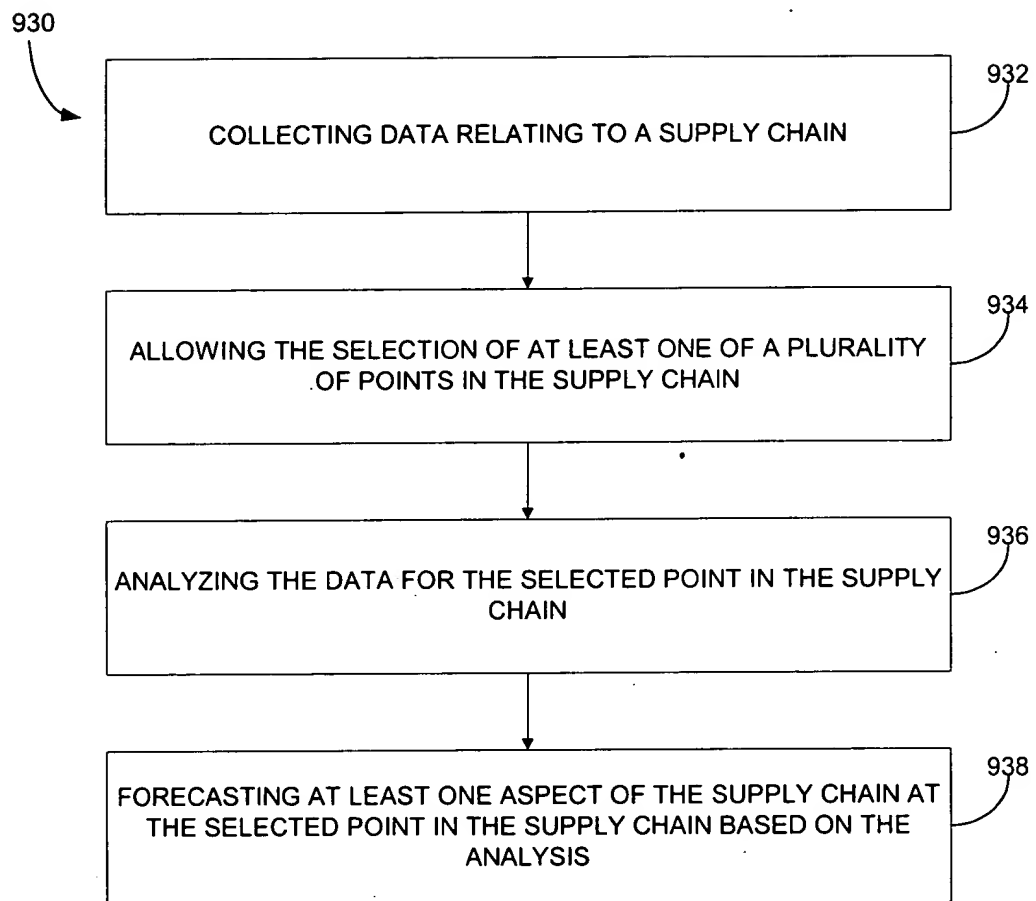 930
932
COLLECTING DATA RELATING TO A SUPPLY CHAIN
934
ALLOWING THE SELECTION OF AT LEAST ONE OF A PLURALITY
OF POINTS IN THE SUPPLY CHAIN
936
ANALYZING THE DATA FOR THE SELECTED POINT IN THE SUPPLY
CHAIN
938
FORECASTING AT LEAST ONE ASPECT OF THE SUPPLY CHAIN AT
THE SELECTED POINT IN THE SUPPLY CHAIN BASED ON THE
ANALYSIS